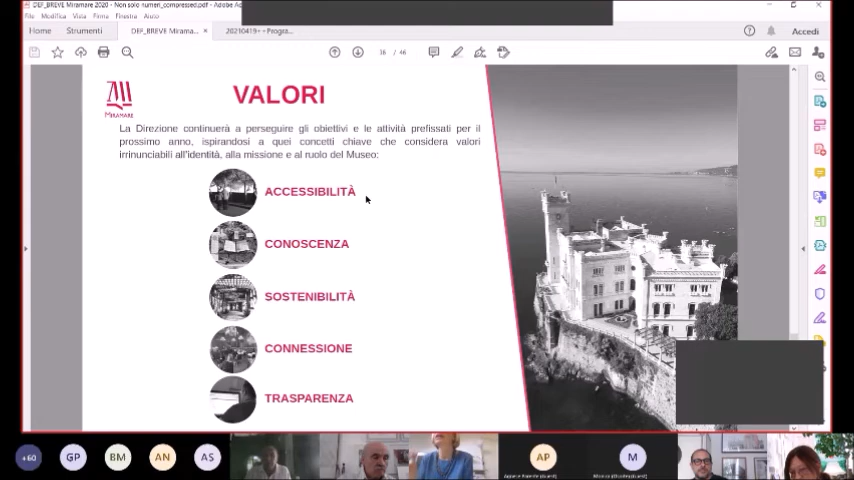 DEF_BREVE Miramare 2020 - Non solo numeri_compressed.pdf - Adobe
File Modifica Vista Firma Finestra Aiuto
Home Strumenti DEF_BREVE Mirama... × 20210419 - Progra... Accedi
36 / 46
VALORI
MIRAMARE
La Direzione continuerà a perseguire gli obiettivi e le attività prefissati per il
prossimo anno, ispirandosi a quei concetti chiave che considera valori
irrinunciabili all'identità, alla missione e al ruolo del Museo:
ACCESSIBILITÀ
CONOSCENZA
SOSTENIBILITÀ
CONNESSIONE
TRASPARENZA
+60 GP BM AN AS AP M